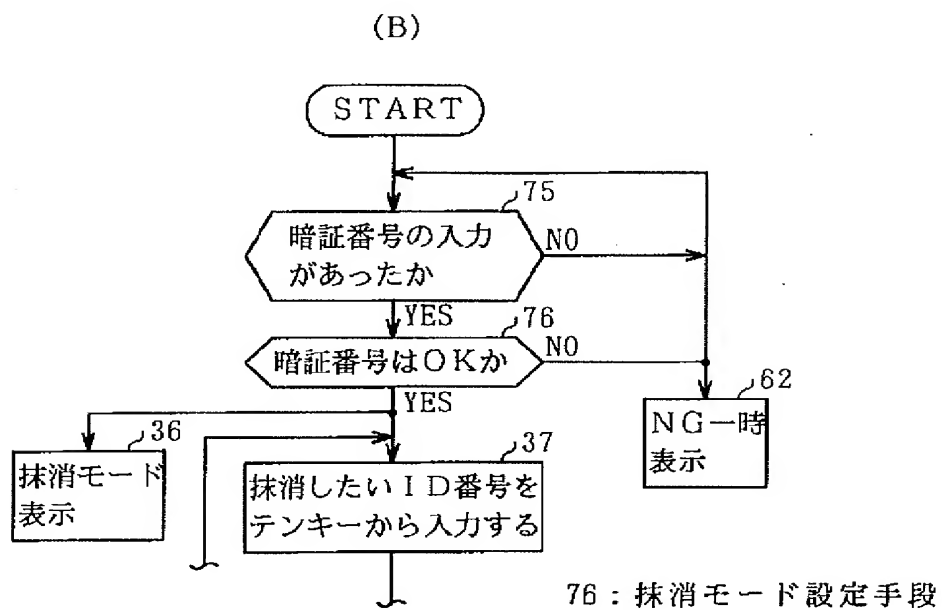 (B)
START
75
暗証番号の入力
があったか
NO
YES
76
暗証番号はOKか
NO
YES
62
NG一時
表示
36
抹消モード
表示
37
抹消したいID番号を
テンキーから入力する
76：抹消モード設定手段